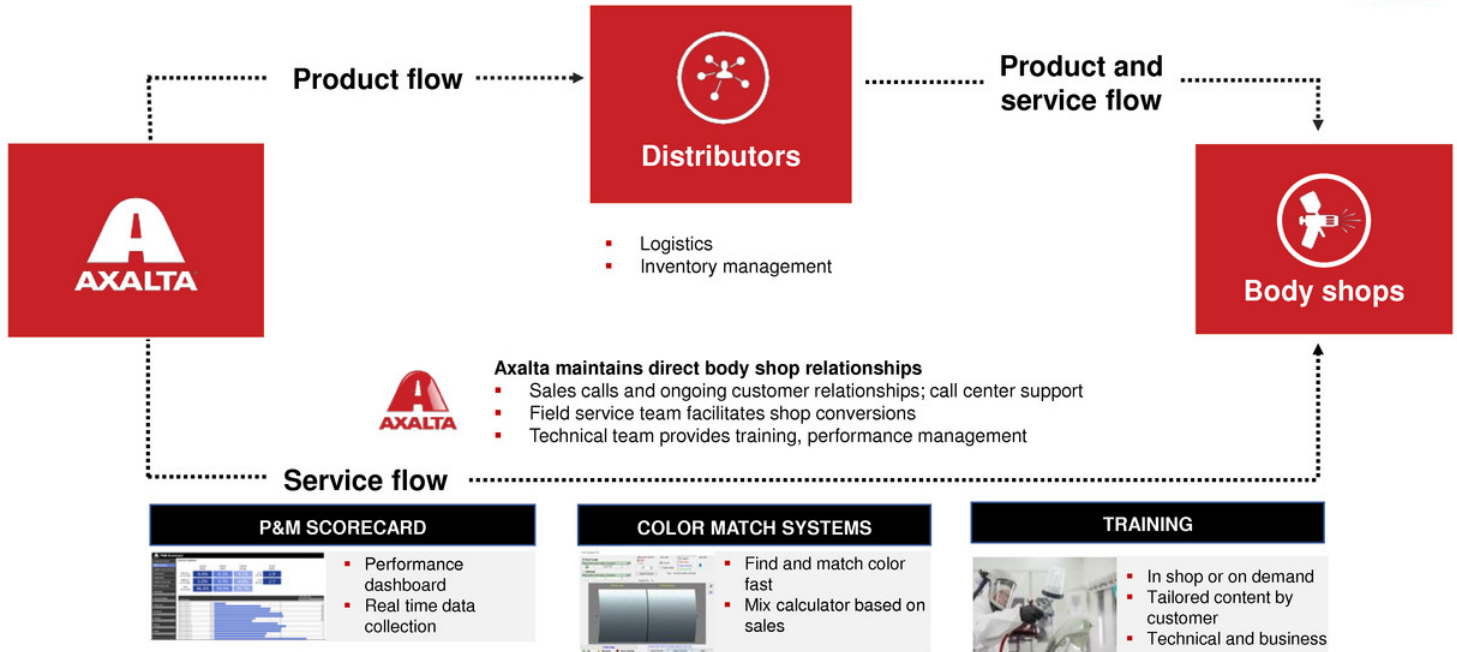 Product flow
Distributors
Product and
service flow
AXALTA
Body shops
▪ Logistics
▪ Inventory management
AXALTA
Axalta maintains direct body shop relationships
▪ Sales calls and ongoing customer relationships; call center support
▪ Field service team facilitates shop conversions
▪ Technical team provides training, performance management
Service flow
P&M SCORECARD
▪ Performance
dashboard
▪ Real time data
collection
COLOR MATCH SYSTEMS
▪ Find and match color
fast
▪ Mix calculator based on
sales
TRAINING
▪ In shop or on demand
▪ Tailored content by
customer
▪ Technical and business